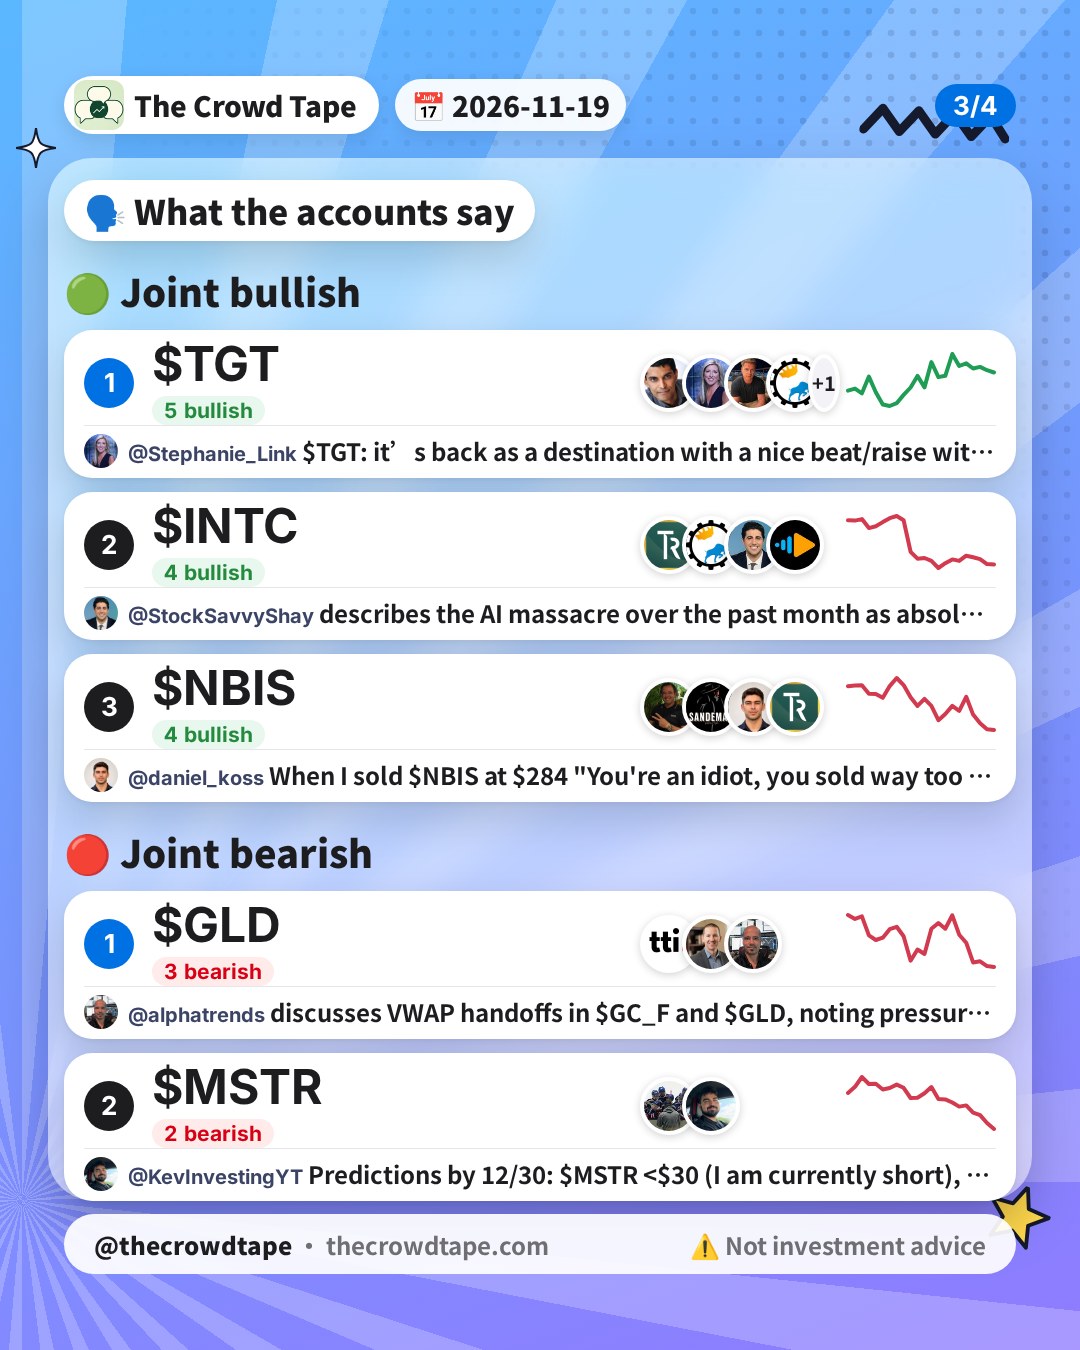 The Crowd Tape
📅 2026-11-19
3/4
🗣️ What the accounts say
🟢 Joint bullish
1
$TGT
5 bullish
+1
@Stephanie_Link $TGT: it’s back as a destination with a nice beat/raise wit…
2
$INTC
4 bullish
TR
@StockSavvyShay describes the AI massacre over the past month as absol…
3
$NBIS
4 bullish
SANDEMA
TR
@daniel_koss When I sold $NBIS at $284 "You're an idiot, you sold way too …
🔴 Joint bearish
1
$GLD
3 bearish
tti
@alphatrends discusses VWAP handoffs in $GC_F and $GLD, noting pressur…
2
$MSTR
2 bearish
@KevInvestingYT Predictions by 12/30: $MSTR <$30 (I am currently short), …
@thecrowdtape • thecrowdtape.com
⚠️ Not investment advice